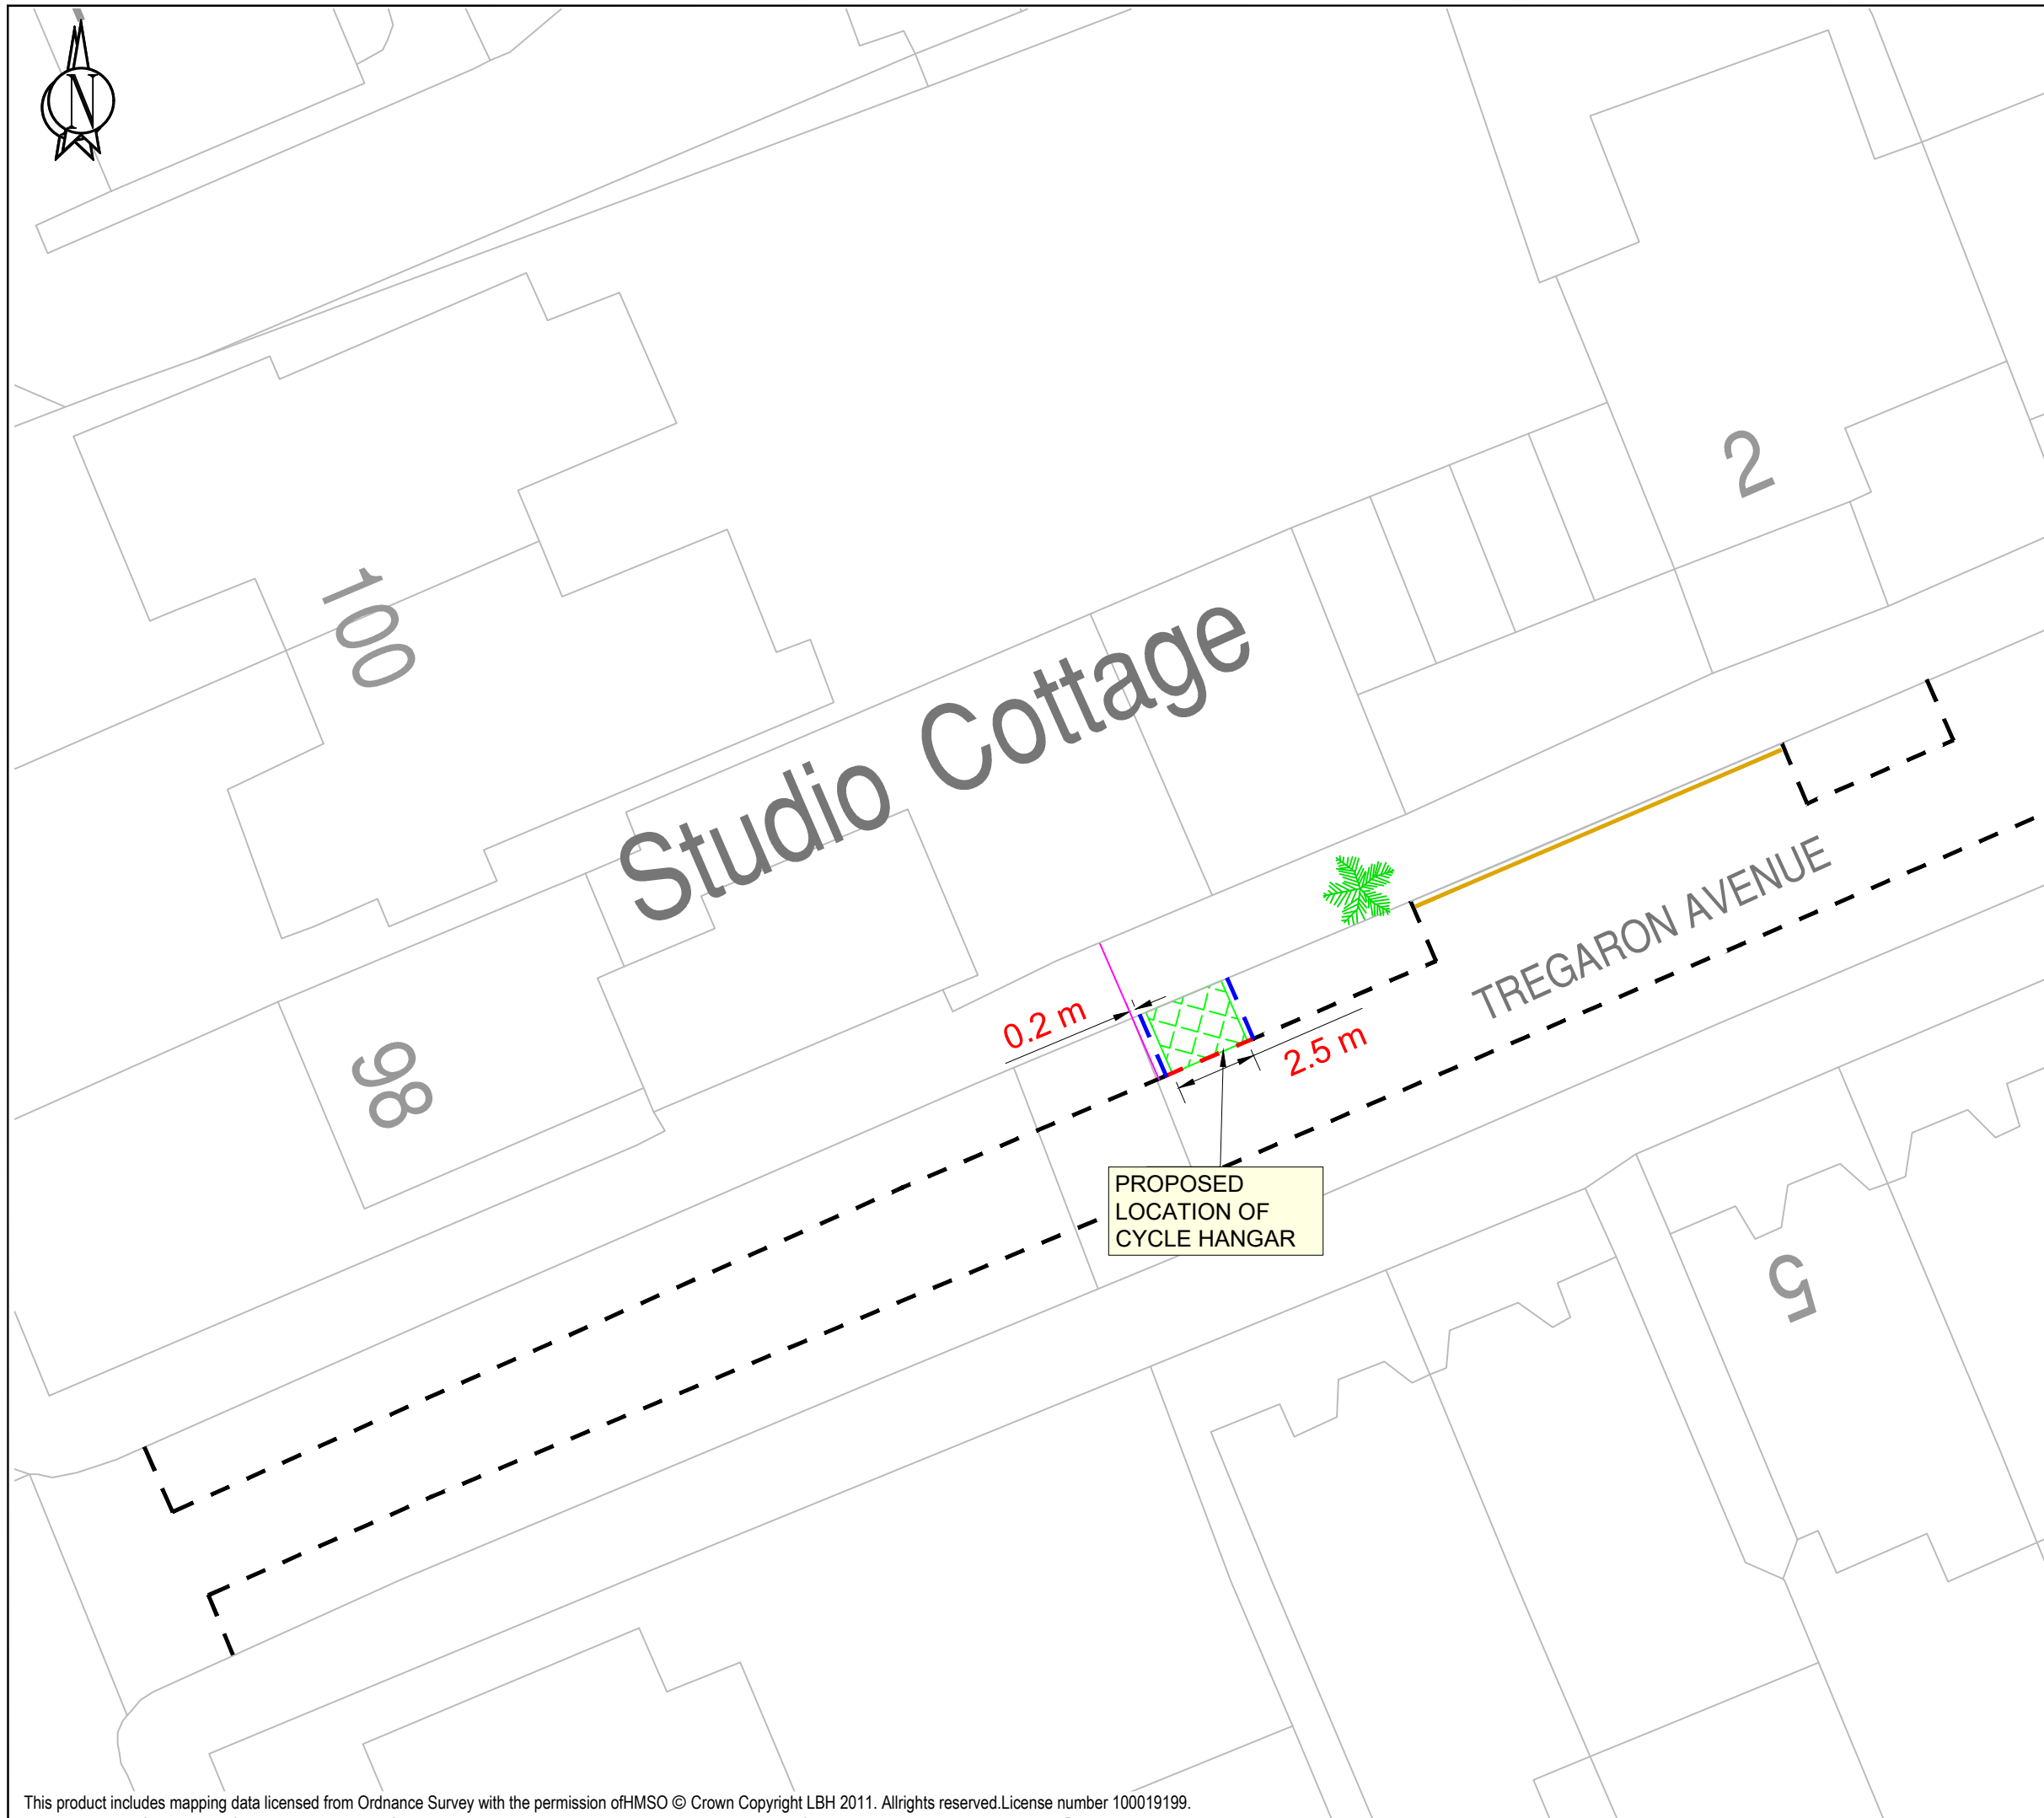 N
2
100
Studio Cottage
TREGARON AVENUE
0.2 m
2.5 m
98
PROPOSED
LOCATION OF
CYCLE HANGAR
5
This product includes mapping data licensed from Ordnance Survey with the permission ofHMSO © Crown Copyright LBH 2011. Allrights reserved.License number 100019199.